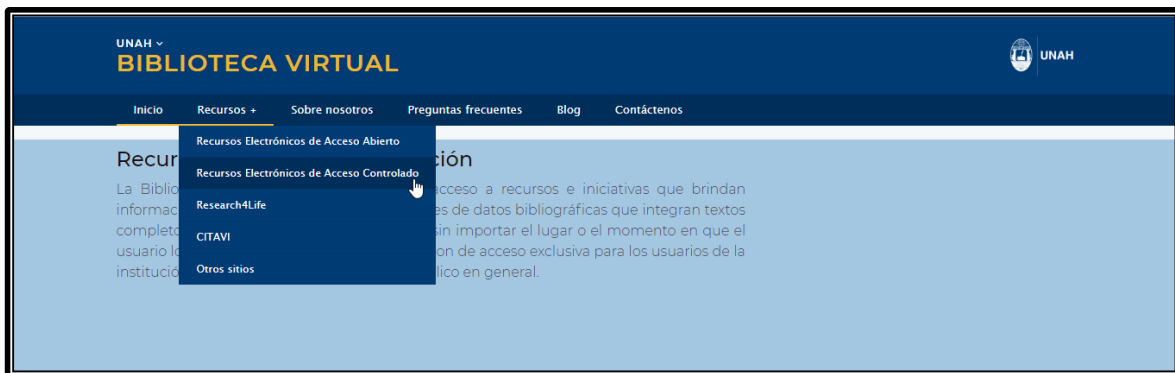 UNAH
BIBLIOTECA VIRTUAL
UNAH
Inicio Recursos + Sobre nosotros Preguntas frecuentes Blog Contáctenos
Recursos Electrónicos de Acceso Abierto
Recursos Electrónicos de Acceso Controlado
Research4Life
CITAVI
Otros sitios
Recur ción
La Biblio acceso a recursos e iniciativas que brindan
informac es de datos bibliográficas que integran textos
completo sin importar el lugar o el momento en que el
usuario lo on de acceso exclusiva para los usuarios de la
institució lico en general.